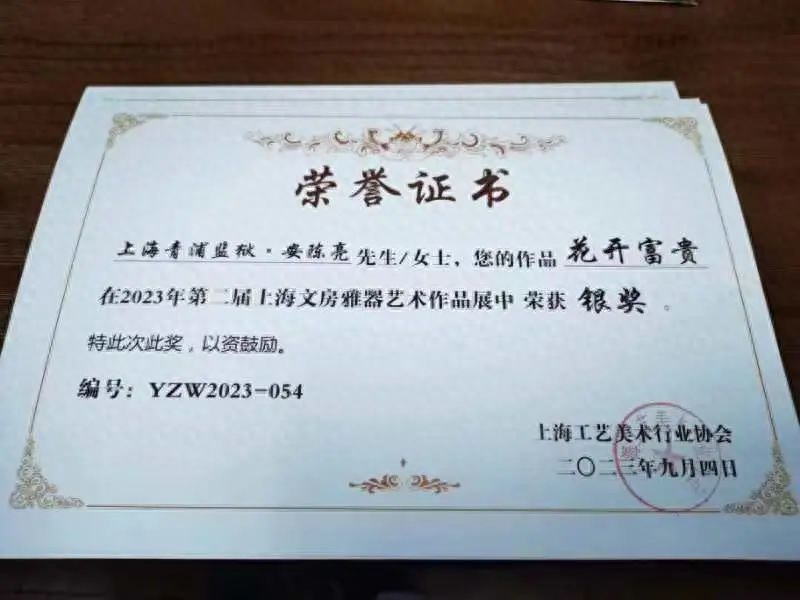 荣誉证书
上海青浦监狱·安陈亮先生/女士，您的作品 花开富贵
在2023年第二届上海文房雅器艺术作品展中 荣获 银奖 。
特此次此奖，以资鼓励。
编号：YZW2023-054
上海工艺美术行业协会
二〇二三年九月四日